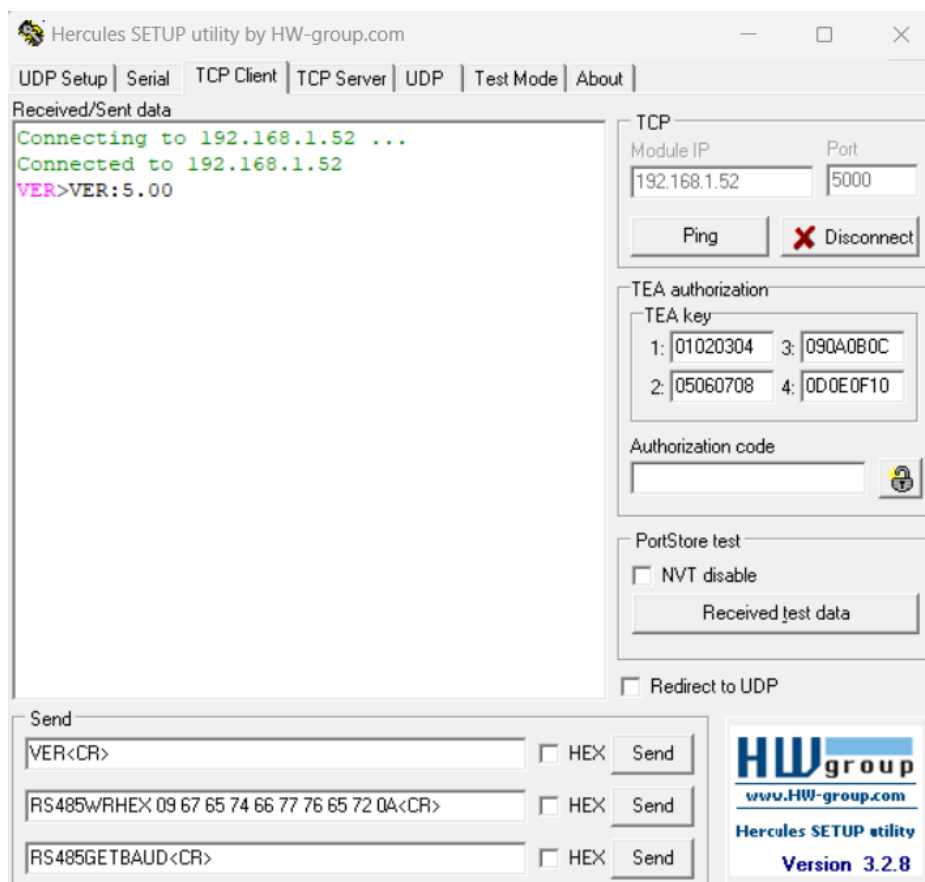 Hercules SETUP utility by HW-group.com
UDP Setup Serial TCP Client TCP Server UDP Test Mode About
Received/Sent data
Connecting to 192.168.1.52 ...
Connected to 192.168.1.52
VER>VER:5.00
TCP
Module IP Port
192.168.1.52 5000
Ping Disconnect
TEA authorization
TEA key
1: 01020304 3: 090A0B0C
2: 05060708 4: 0D0E0F10
Authorization code
PortStore test
NVT disable
Received test data
Redirect to UDP
Send
VER<CR> HEX Send
RS485WRHEX 09 67 65 74 66 77 76 65 72 0A<CR> HEX Send
RS485GETBAUD<CR> HEX Send
HW group
www.HW-group.com
Hercules SETUP utility
Version 3.2.8